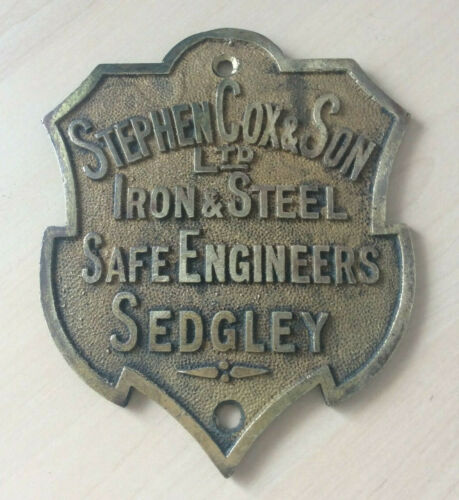 STEPHEN COX & SON
LTD
IRON & STEEL
SAFE ENGINEERS
SEDGLEY